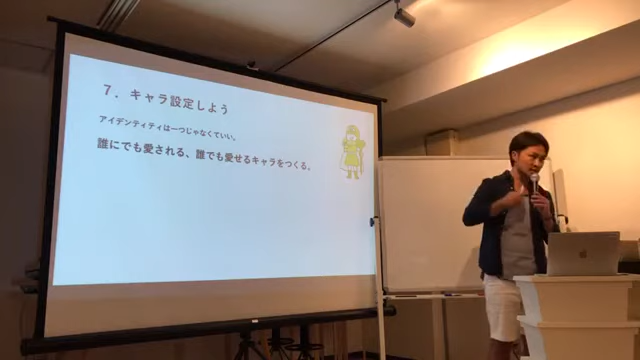 7. キャラ設定しよう
アイデンティティは一つじゃなくていい。
誰にでも愛される、誰でも愛せるキャラをつくる。